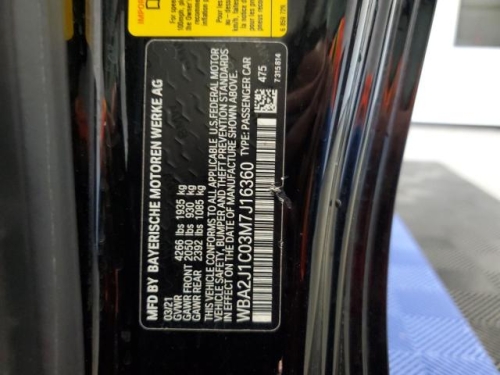 MFD BY BAYERISCHE MOTOREN WERKE AG
03/21
GVWR 4266 lbs 1935 kg
GAWR FRONT 2050 lbs 930 kg
GAWR REAR 2392 lbs 1085 kg
THIS VEHICLE CONFORMS TO ALL APPLICABLE U.S. FEDERAL MOTOR
VEHICLE SAFETY, BUMPER, AND THEFT PREVENTION STANDARDS
IN EFFECT ON THE DATE OF MANUFACTURE SHOWN ABOVE.
WBA2J1C03M7J16360 TYPE: PASSENGER CAR
475
7 315 814